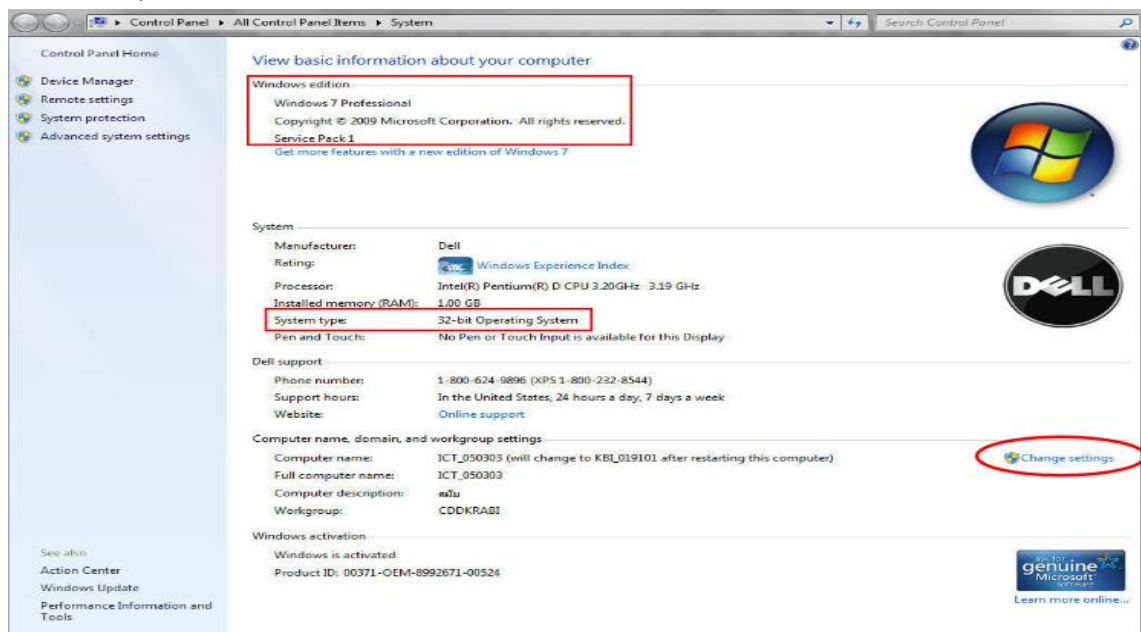 Control Panel ▸ All Control Panel Items ▸ System
Search Control Panel
Control Panel Home
Device Manager
Remote settings
System protection
Advanced system settings
See also
Action Center
Windows Update
Performance Information and
Tools
View basic information about your computer
Windows edition
Windows 7 Professional
Copyright © 2009 Microsoft Corporation. All rights reserved.
Service Pack 1
Get more features with a new edition of Windows 7
System
Manufacturer: Dell
Rating: Windows Experience Index
Processor: Intel(R) Pentium(R) D CPU 3.20GHz 3.19 GHz
Installed memory (RAM): 1.00 GB
System type: 32-bit Operating System
Pen and Touch: No Pen or Touch Input is available for this Display
DELL
Dell support
Phone number: 1-800-624-9896 (XPS 1-800-232-8544)
Support hours: In the United States, 24 hours a day, 7 days a week
Website: Online support
Computer name, domain, and workgroup settings
Computer name: ICT_050303 (will change to KBI_019101 after restarting this computer)
Change settings
Full computer name: ICT_050303
Computer description:
Workgroup: CDDKRABI
Windows activation
Windows is activated
Product ID: 00371-OEM-8992671-00524
ask for
genuine
Microsoft
software
Learn more online...